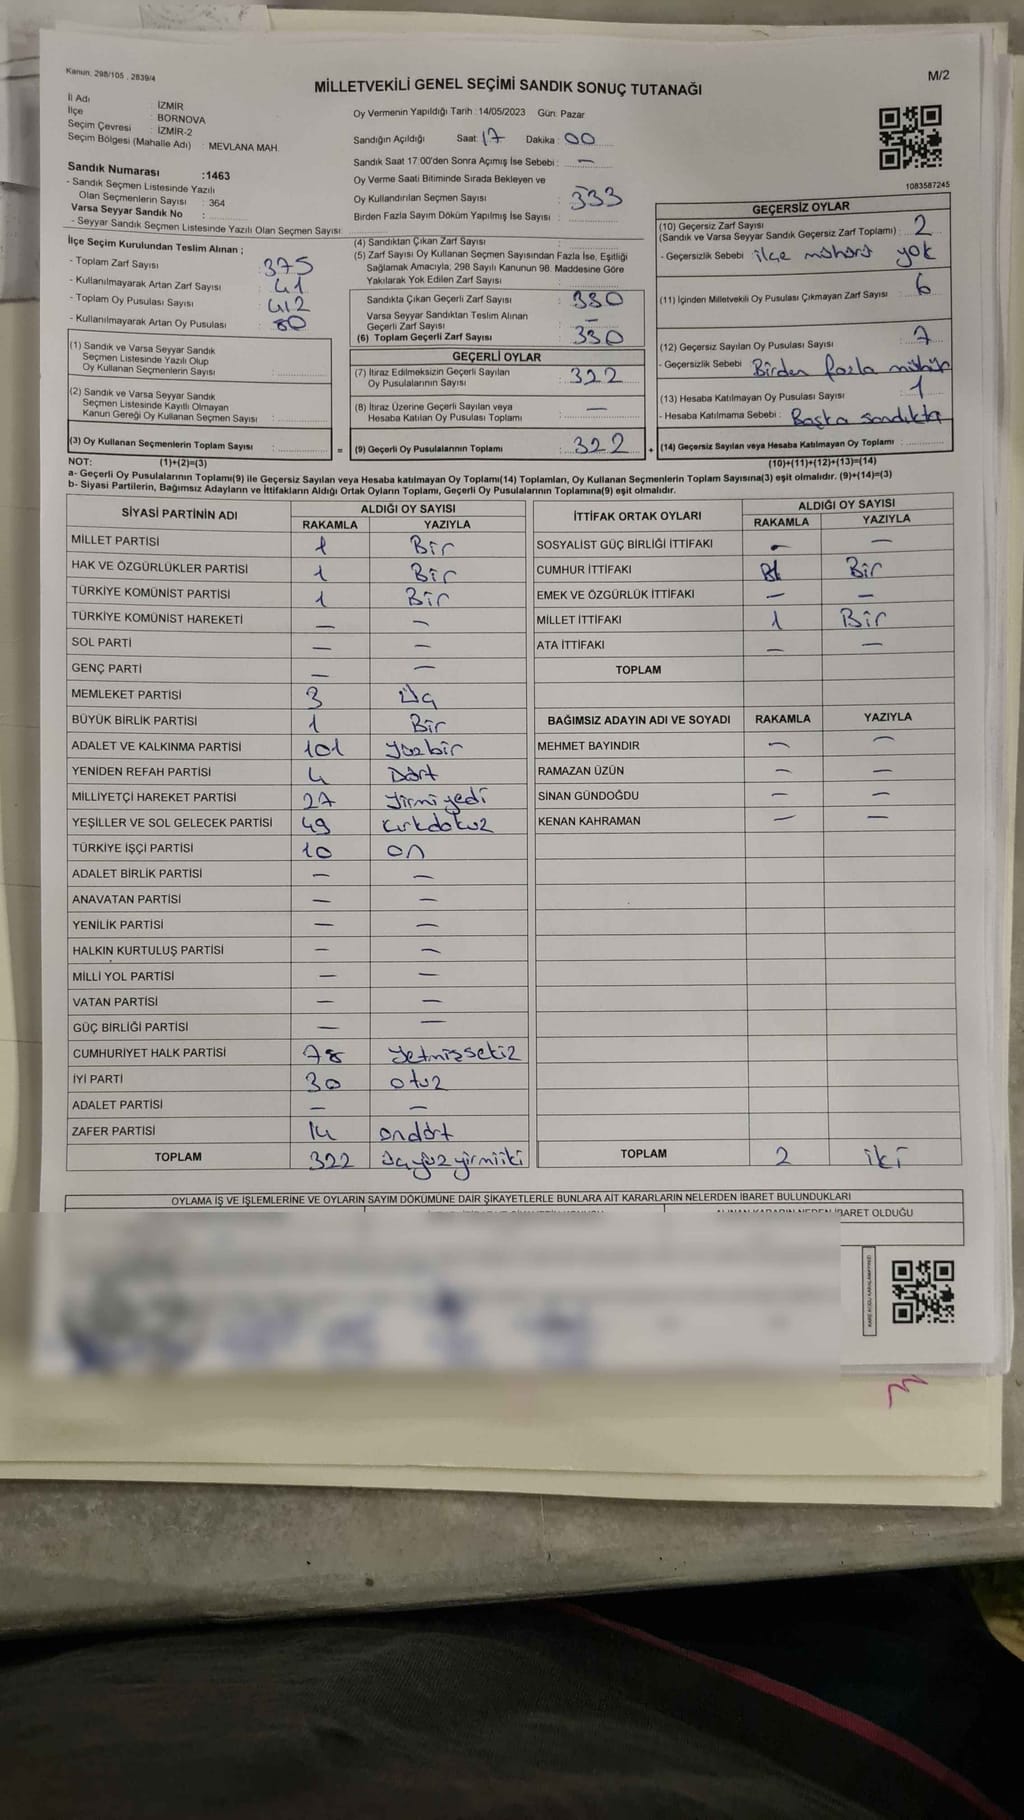 Kanun. 298/105 , 2839/4
M/2
MİLLETVEKİLİ GENEL SEÇİMİ SANDIK SONUÇ TUTANAĞI
İl Adı : İZMİR
İlçe : BORNOVA
Seçim Çevresi : İZMİR-2
Seçim Bölgesi (Mahalle Adı) : MEVLANA MAH.
Sandık Numarası :1463
- Sandık Seçmen Listesinde Yazılı
Olan Seçmenlerin Sayısı : 364
Varsa Seyyar Sandık No :
- Seyyar Sandık Seçmen Listesinde Yazılı Olan Seçmen Sayısı:
Oy Vermenin Yapıldığı Tarih :14/05/2023 Gün: Pazar
Sandığın Açıldığı Saat: 17 Dakika : 00
Sandık Saat 17:00'den Sonra Açımış İse Sebebi : —
Oy Verme Saati Bitiminde Sırada Bekleyen ve
Oy Kullandırılan Seçmen Sayısı : 333
Birden Fazla Sayım Döküm Yapılmış İse Sayısı :
1083587245
İlçe Seçim Kurulundan Teslim Alınan ;
- Toplam Zarf Sayısı : 375
- Kullanılmayarak Artan Zarf Sayısı : 41
- Toplam Oy Pusulası Sayısı : 412
- Kullanılmayarak Artan Oy Pusulası : 80
(1) Sandık ve Varsa Seyyar Sandık
Seçmen Listesinde Yazılı Olup
Oy Kullanan Seçmenlerin Sayısı :
(2) Sandık ve Varsa Seyyar Sandık
Seçmen Listesinde Kayıtlı Olmayan
Kanun Gereği Oy Kullanan Seçmen Sayısı :
(3) Oy Kullanan Seçmenlerin Toplam Sayısı :
(1)+(2)=(3)
(4) Sandıktan Çıkan Zarf Sayısı :
(5) Zarf Sayısı Oy Kullanan Seçmen Sayısından Fazla İse, Eşitliği
Sağlamak Amacıyla, 298 Sayılı Kanunun 98. Maddesine Göre
Yakılarak Yok Edilen Zarf Sayısı :
Sandıkta Çıkan Geçerli Zarf Sayısı : 330
Varsa Seyyar Sandıktan Teslim Alınan
Geçerli Zarf Sayısı : —
(6) Toplam Geçerli Zarf Sayısı : 330
GEÇERLİ OYLAR
(7) İtiraz Edilmeksizin Geçerli Sayılan
Oy Pusulalarının Sayısı : 322
(8) İtiraz Üzerine Geçerli Sayılan veya
Hesaba Katılan Oy Pusulası Toplamı : —
= (9) Geçerli Oy Pusulalarının Toplamı : 322 +
GEÇERSİZ OYLAR
(10) Geçersiz Zarf Sayısı
(Sandık ve Varsa Seyyar Sandık Geçersiz Zarf Toplamı) : 2
- Geçersizlik Sebebi : ilçe mührü yok
(11) İçinden Milletvekili Oy Pusulası Çıkmayan Zarf Sayısı : 6
(12) Geçersiz Sayılan Oy Pusulası Sayısı : 7
- Geçersizlik Sebebi : Birden fazla mühür
(13) Hesaba Katılmayan Oy Pusulası Sayısı : 1
- Hesaba Katılmama Sebebi : Başka sandıkta
(14) Geçersiz Sayılan veya Hesaba Katılmayan Oy Toplamı :
(10)+(11)+(12)+(13)=(14)
NOT:
a- Geçerli Oy Pusulalarının Toplamı(9) ile Geçersiz Sayılan veya Hesaba katılmayan Oy Toplamı(14) Toplamları, Oy Kullanan Seçmenlerin Toplam Sayısına(3) eşit olmalıdır. (9)+(14)=(3)
b- Siyasi Partilerin, Bağımsız Adayların ve İttifakların Aldığı Ortak Oyların Toplamı, Geçerli Oy Pusulalarının Toplamına(9) eşit olmalıdır.
SİYASİ PARTİNİN ADI ALDIĞI OY SAYISI
RAKAMLA YAZIYLA
MİLLET PARTİSİ 1 Bir
HAK VE ÖZGÜRLÜKLER PARTİSİ 1 Bir
TÜRKİYE KOMÜNİST PARTİSİ 1 Bir
TÜRKİYE KOMÜNİST HAREKETİ — —
SOL PARTİ — —
GENÇ PARTİ — —
MEMLEKET PARTİSİ 3 Üç
BÜYÜK BİRLİK PARTİSİ 1 Bir
ADALET VE KALKINMA PARTİSİ 101 Yüzbir
YENİDEN REFAH PARTİSİ 4 Dört
MİLLİYETÇİ HAREKET PARTİSİ 27 Yirmiyedi
YEŞİLLER VE SOL GELECEK PARTİSİ 49 Kırkdokuz
TÜRKİYE İŞÇİ PARTİSİ 10 on
ADALET BİRLİK PARTİSİ — —
ANAVATAN PARTİSİ — —
YENİLİK PARTİSİ — —
HALKIN KURTULUŞ PARTİSİ — —
MİLLİ YOL PARTİSİ — —
VATAN PARTİSİ — —
GÜÇ BİRLİĞİ PARTİSİ — —
CUMHURİYET HALK PARTİSİ 78 Yetmişsekiz
İYİ PARTİ 30 otuz
ADALET PARTİSİ — —
ZAFER PARTİSİ 14 ondört
TOPLAM 322 Üçyüzyirmiiki
İTTİFAK ORTAK OYLARI ALDIĞI OY SAYISI
RAKAMLA YAZIYLA
SOSYALİST GÜÇ BİRLİĞİ İTTİFAKI — —
CUMHUR İTTİFAKI 1 Bir
EMEK VE ÖZGÜRLÜK İTTİFAKI — —
MİLLET İTTİFAKI 1 Bir
ATA İTTİFAKI — —
TOPLAM
BAĞIMSIZ ADAYIN ADI VE SOYADI RAKAMLA YAZIYLA
MEHMET BAYINDIR — —
RAMAZAN ÜZÜN — —
SİNAN GÜNDOĞDU — —
KENAN KAHRAMAN — —
TOPLAM 2 iki
OYLAMA İŞ VE İŞLEMLERİNE VE OYLARIN SAYIM DÖKÜMÜNE DAİR ŞİKAYETLERLE BUNLARA AİT KARARLARIN NELERDEN İBARET BULUNDUKLARI
ALINAN KARARIN NEDEN İBARET OLDUĞU